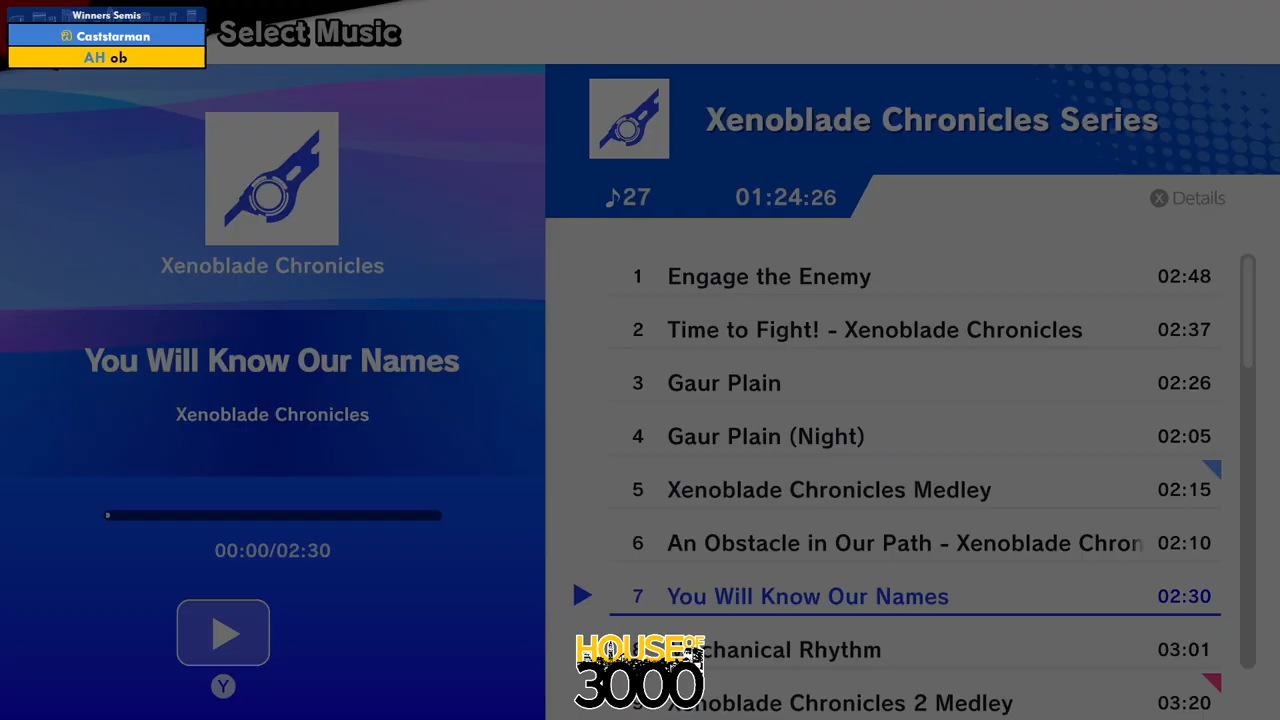 Winners Semis
Caststarman
AH ob
Select Music
Xenoblade Chronicles
You Will Know Our Names
Xenoblade Chronicles
00:00/02:30
Y
Xenoblade Chronicles Series
♪27 01:24:26
X Details
1 Engage the Enemy 02:48
2 Time to Fight! - Xenoblade Chronicles 02:37
3 Gaur Plain 02:26
4 Gaur Plain (Night) 02:05
5 Xenoblade Chronicles Medley 02:15
6 An Obstacle in Our Path - Xenoblade Chron 02:10
7 You Will Know Our Names 02:30
8 chanical Rhythm 03:01
noblade Chronicles 2 Medley 03:20
HOUSE OF
3000